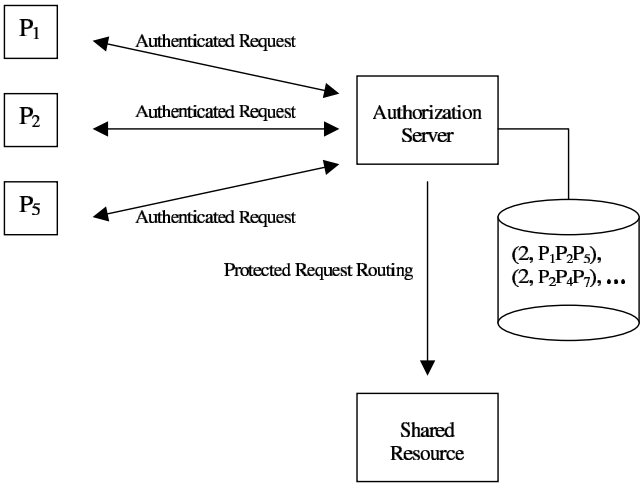 P₁
Authenticated Request
P₂
Authenticated Request
P₅
Authenticated Request
Authorization
Server
(2, P₁P₂P₅),
(2, P₂P₄P₇), ...
Protected Request Routing
Shared
Resource